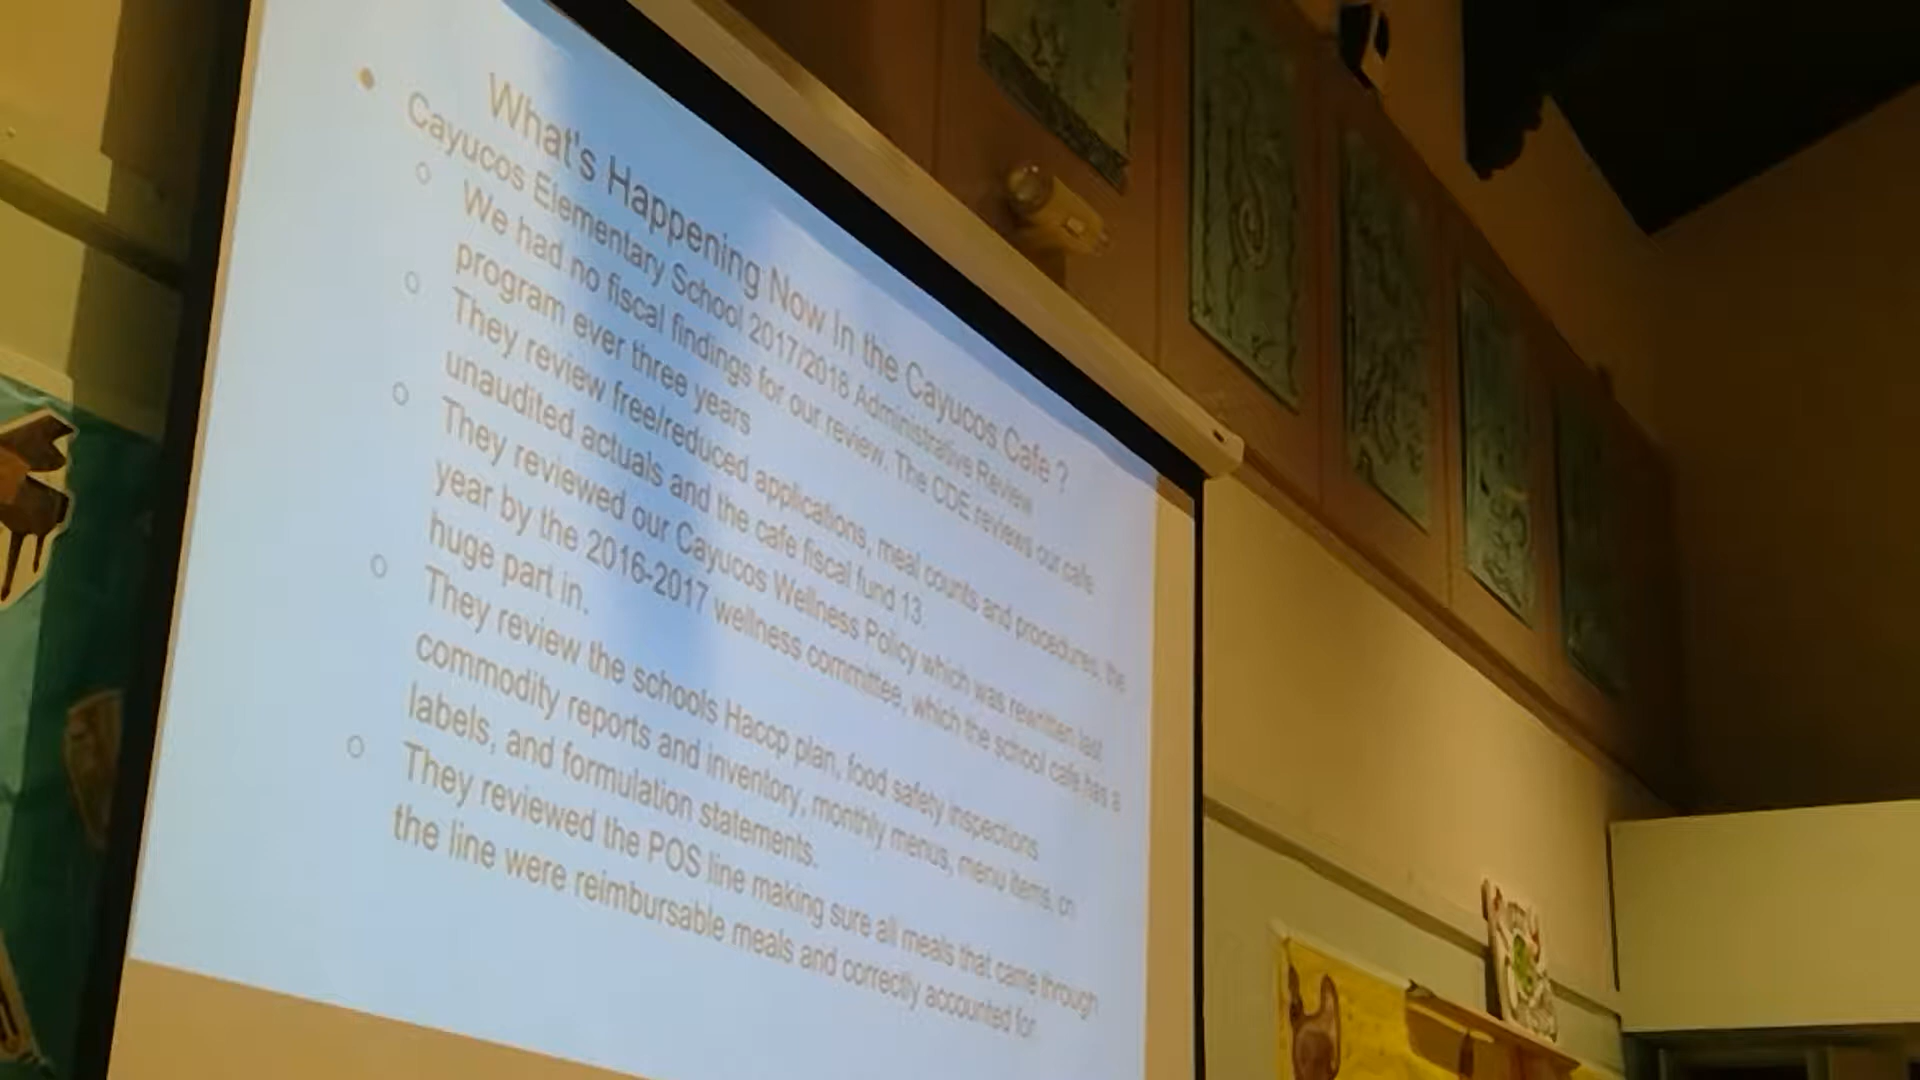 What's Happening Now In the Cayucos Cafe ?
Cayucos Elementary School 2017/2018 Administrative Review
We had no fiscal findings for our review. The CDE reviews our cafe
program ever three years
They review free/reduced applications, meal counts and procedures, the
unaudited actuals and the cafe fiscal fund 13.
They reviewed our Cayucos Wellness Policy which was rewritten last
year by the 2016-2017 wellness committee, which the school cafe has a
huge part in.
They review the schools Haccp plan, food safety inspections
commodity reports and inventory, monthly menus, menu items, cn
labels, and formulation statements.
They reviewed the POS line making sure all meals that came through
the line were reimbursable meals and correctly accounted for.